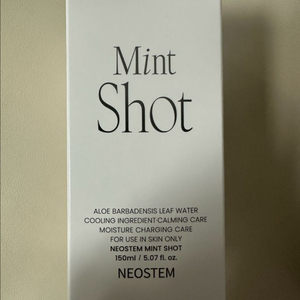 Mint
Shot
ALOE BARBADENSIS LEAF WATER
COOLING INGREDIENT·CALMING CARE
MOISTURE CHARGING CARE
FOR USE IN SKIN ONLY
NEOSTEM MINT SHOT
150ml / 5.07 fl. oz.
NEOSTEM